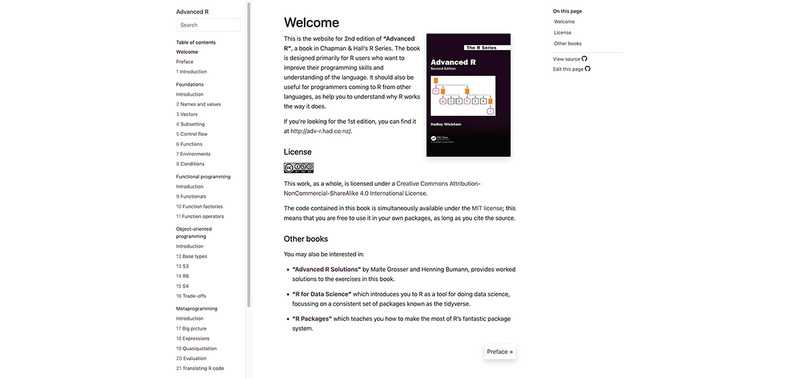 Advanced R
Search
Table of contents
Welcome
Preface
1 Introduction
Foundations
Introduction
2 Names and values
3 Vectors
4 Subsetting
5 Control flow
6 Functions
7 Environments
8 Conditions
Functional programming
Introduction
9 Functionals
10 Function factories
11 Function operators
Object-oriented
programming
Introduction
12 Base types
13 S3
14 R6
15 S4
16 Trade-offs
Metaprogramming
Introduction
17 Big picture
18 Expressions
19 Quasiquotation
20 Evaluation
21 Translating R code
Welcome
This is the website for 2nd edition of “Advanced
R”, a book in Chapman & Hall’s R Series. The book
is designed primarily for R users who want to
improve their programming skills and
understanding of the language. It should also be
useful for programmers coming to R from other
languages, as help you to understand why R works
the way it does.
If you’re looking for the 1st edition, you can find it
at http://adv-r.had.co.nz/.
The R Series
Advanced R
Second Edition
Hadley Wickham
License
This work, as a whole, is licensed under a Creative Commons Attribution-
NonCommercial-ShareAlike 4.0 International License.
The code contained in this book is simultaneously available under the MIT license; this
means that you are free to use it in your own packages, as long as you cite the source.
Other books
You may also be interested in:
“Advanced R Solutions” by Malte Grosser and Henning Bumann, provides worked
solutions to the exercises in this book.
“R for Data Science” which introduces you to R as a tool for doing data science,
focussing on a consistent set of packages known as the tidyverse.
“R Packages” which teaches you how to make the most of R’s fantastic package
system.
Preface »
On this page
Welcome
License
Other books
View source
Edit this page